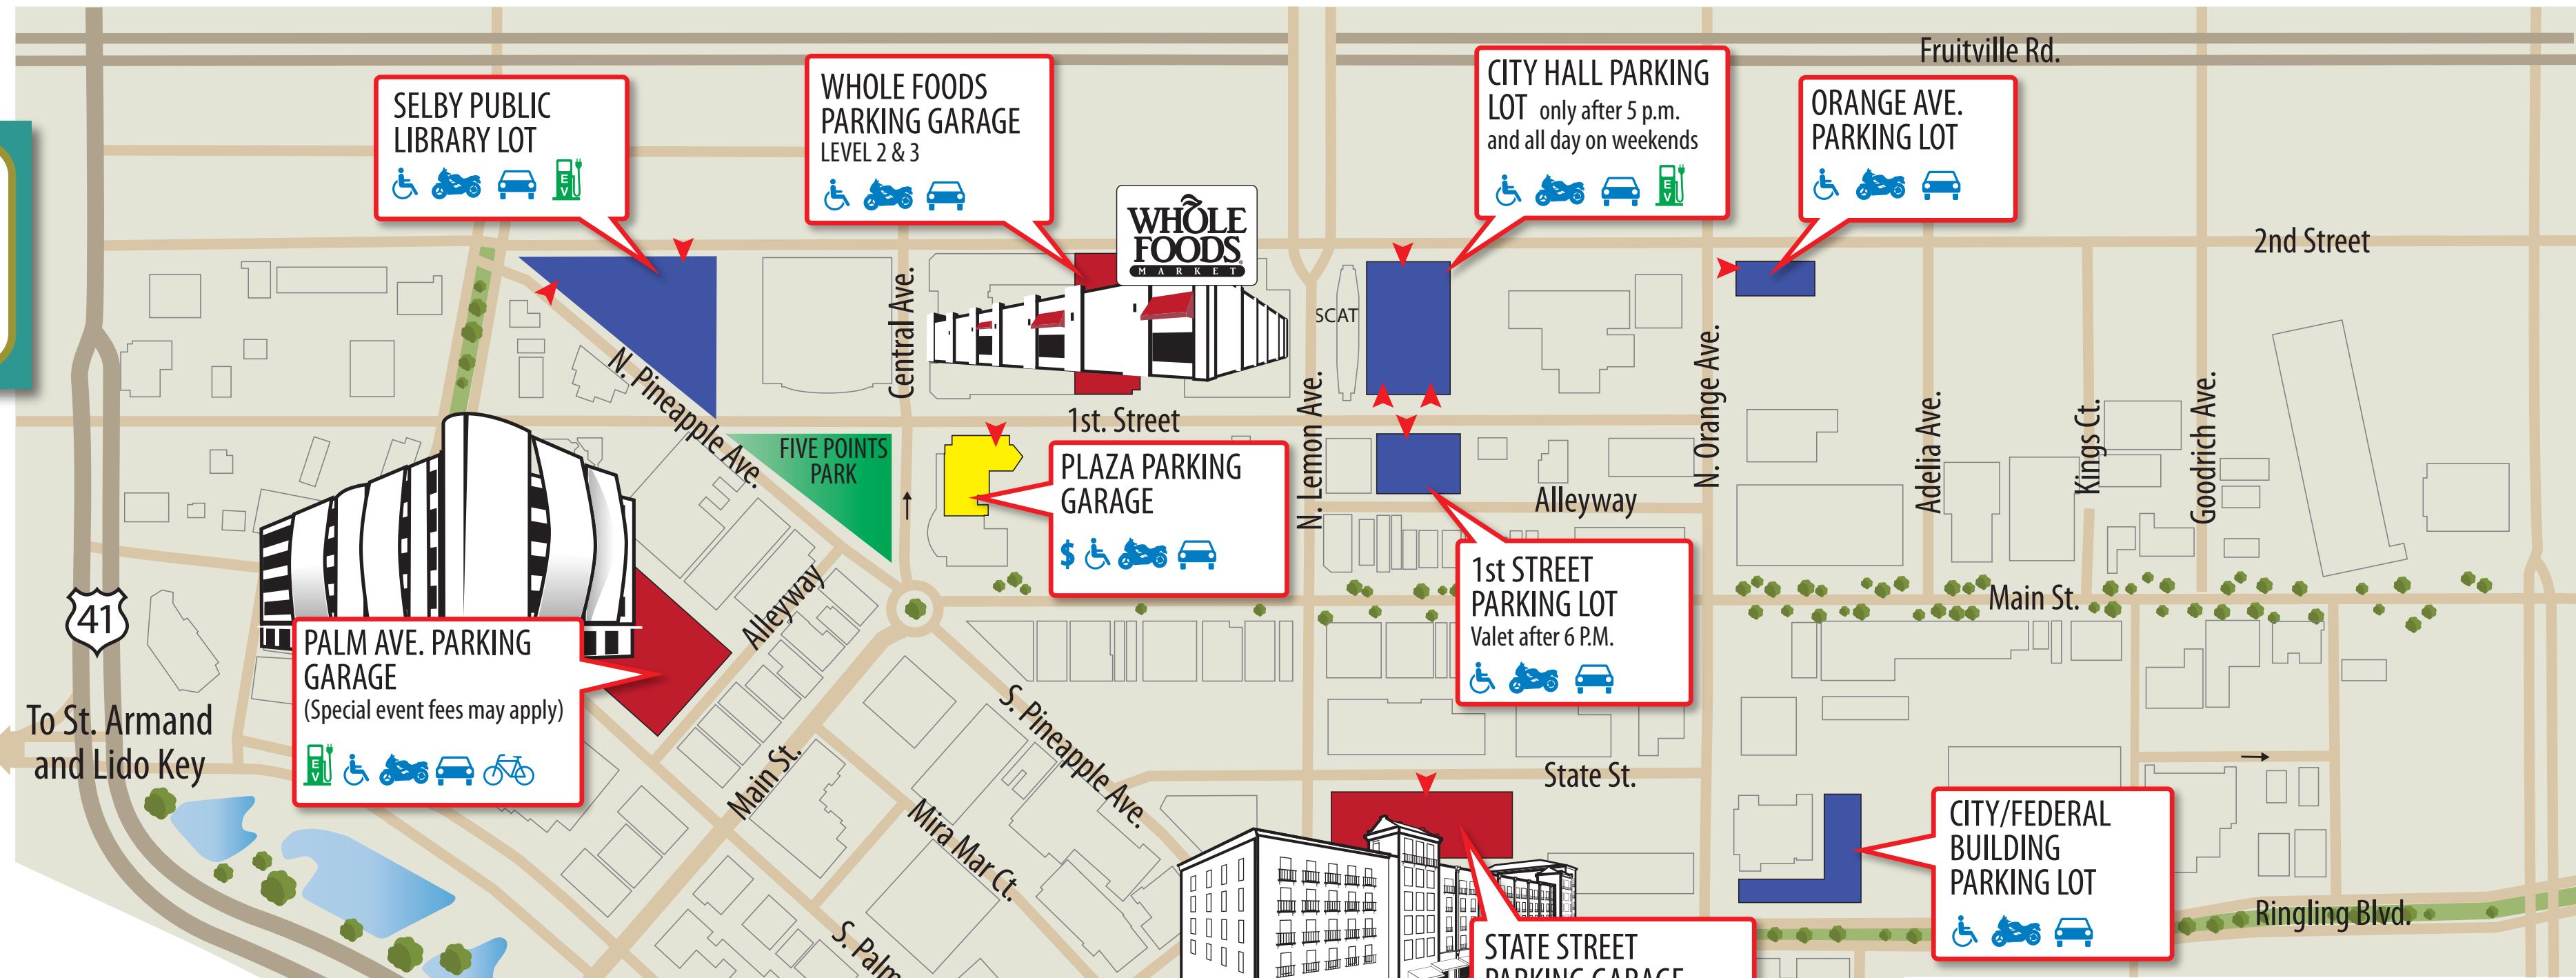 Fruitville Rd.
SELBY PUBLIC
LIBRARY LOT
E
V
WHOLE FOODS
PARKING GARAGE
LEVEL 2 & 3
CITY HALL PARKING
LOT only after 5 p.m.
and all day on weekends
E
V
ORANGE AVE.
PARKING LOT
WHOLE
FOODS
MARKET
2nd Street
Central Ave.
SCAT
N. Pineapple Ave.
N. Lemon Ave.
N. Orange Ave.
Adelia Ave.
Kings Ct.
Goodrich Ave.
1st. Street
FIVE POINTS
PARK
PLAZA PARKING
GARAGE
$
Alleyway
1st STREET
PARKING LOT
Valet after 6 P.M.
Main St.
41
Alleyway
PALM AVE. PARKING
GARAGE
(Special event fees may apply)
E
V
To St. Armand
and Lido Key
S. Pineapple Ave.
Main St.
State St.
Mira Mar Ct.
S. Palm
CITY/FEDERAL
BUILDING
PARKING LOT
Ringling Blvd.
STATE STREET
PARKING GARAGE